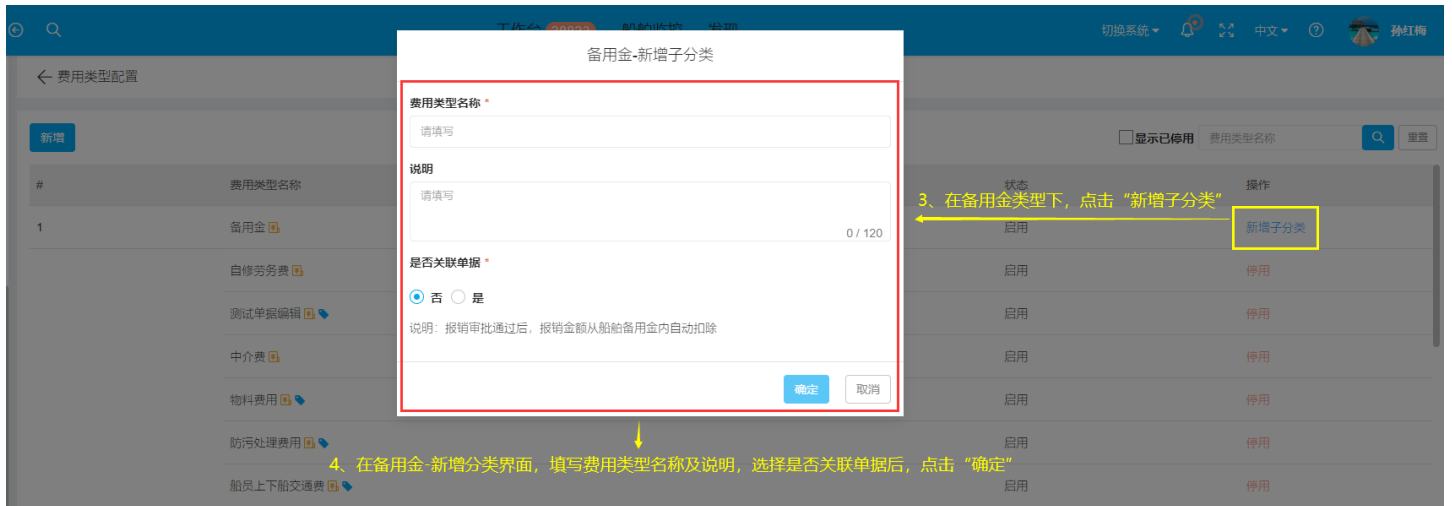 工作台 20033 船舶监控 发现
切换系统 中文 孙红梅
费用类型配置
备用金-新增子分类
新增
显示已停用 费用类型名称 重置
费用类型名称 *
请填写
说明
请填写
0 / 120
是否关联单据 *
否 是
说明：报销审批通过后，报销金额从船舶备用金内自动扣除
确定 取消
# 费用类型名称 状态 操作
3、在备用金类型下，点击“新增子分类”
1 备用金 启用 新增子分类
自修劳务费 启用 停用
测试单据编辑 启用 停用
中介费 启用 停用
物料费用 启用 停用
防污处理费用 启用 停用
4、在备用金-新增分类界面，填写费用类型名称及说明，选择是否关联单据后，点击“确定”
船员上下船交通费 启用 停用